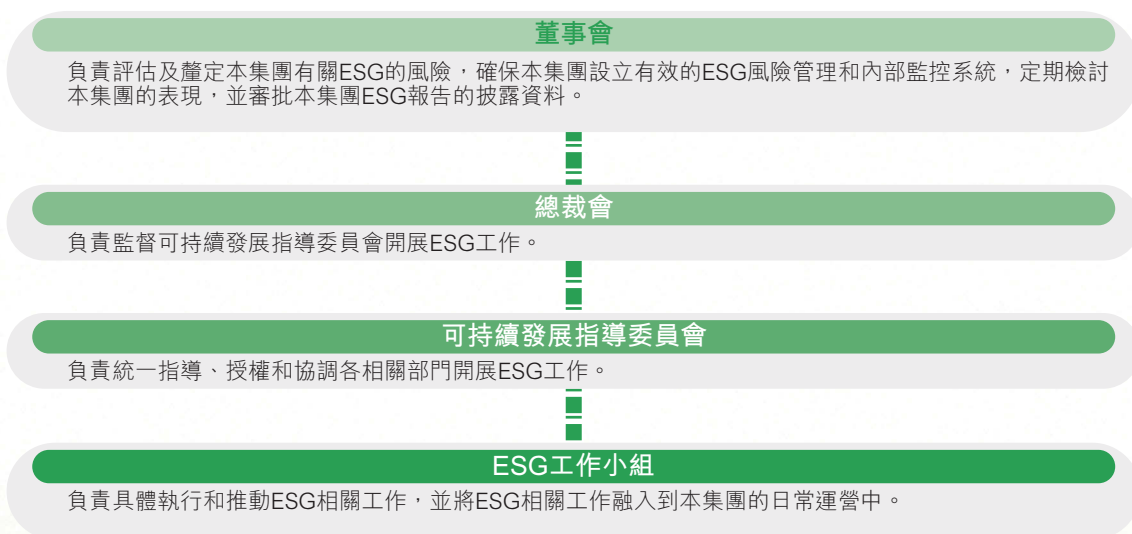 董事會
負責評估及釐定本集團有關ESG的風險，確保本集團設立有效的ESG風險管理和內部監控系統，定期檢討
本集團的表現，並審批本集團ESG報告的披露資料。
總裁會
負責監督可持續發展指導委員會開展ESG工作。
可持續發展指導委員會
負責統一指導、授權和協調各相關部門開展ESG工作。
ESG工作小組
負責具體執行和推動ESG相關工作，並將ESG相關工作融入到本集團的日常運營中。